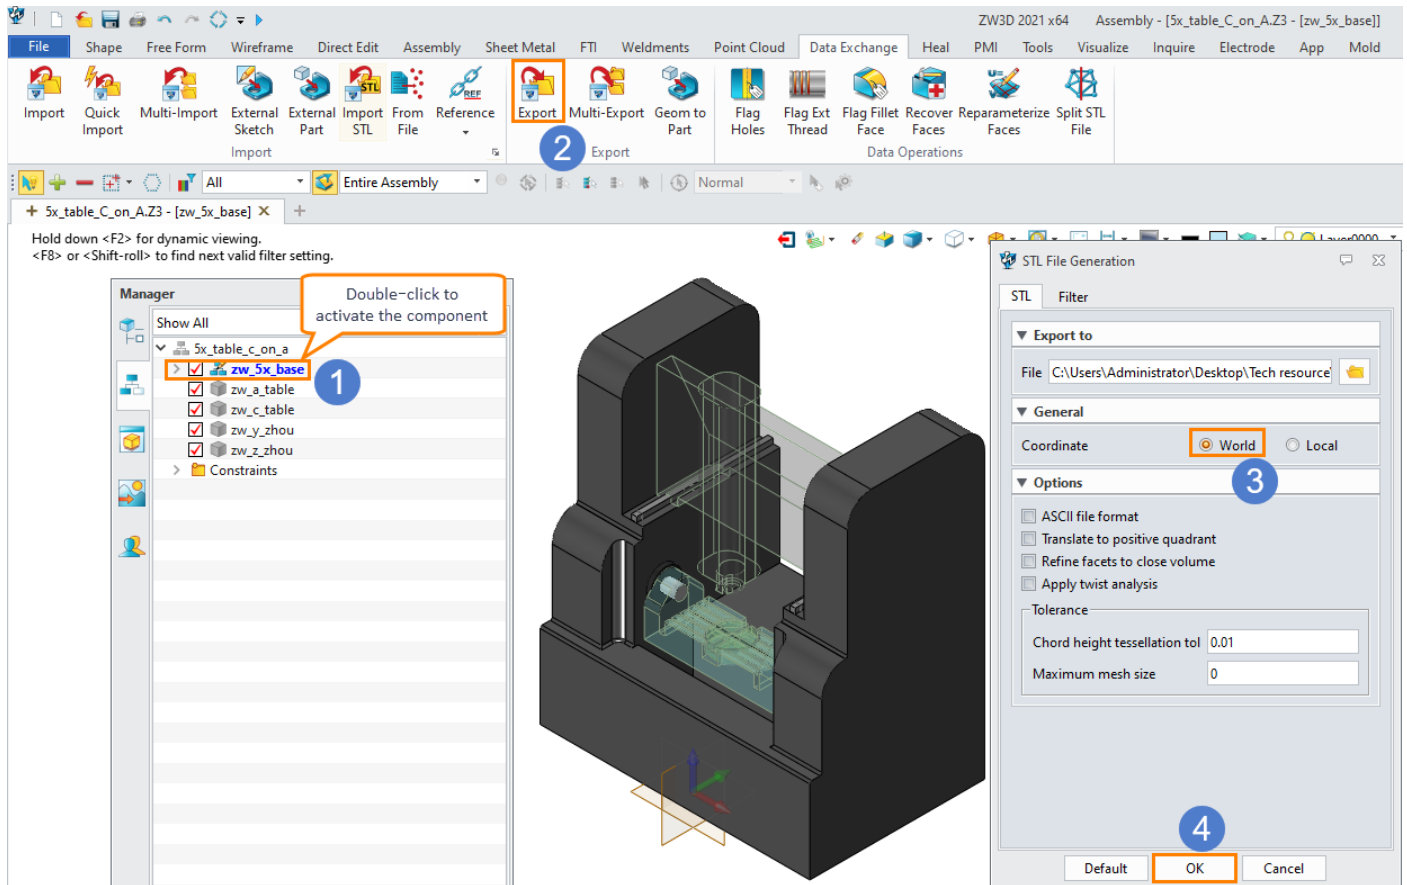 ZW3D 2021 x64 Assembly - [5x_table_C_on_A.Z3 - [zw_5x_base]]
File Shape Free Form Wireframe Direct Edit Assembly Sheet Metal FTI Weldments Point Cloud Data Exchange Heal PMI Tools Visualize Inquire Electrode App Mold
STL REF
Import Quick Import Multi-Import External Sketch External Part Import STL From File Reference Export Multi-Export Geom to Part Flag Holes Flag Ext Thread Flag Fillet Face Recover Faces Reparameterize Faces Split STL File
Import 2 Export Data Operations
All Entire Assembly Normal
5x_table_C_on_A.Z3 - [zw_5x_base]
Hold down <F2> for dynamic viewing.
<F8> or <Shift-roll> to find next valid filter setting.
Layer0000
Manager
Double-click to
activate the component
Show All
5x_table_c_on_a
zw_5x_base
1
zw_a_table
zw_c_table
zw_y_zhou
zw_z_zhou
Constraints
STL File Generation
STL Filter
Export to
File C:\Users\Administrator\Desktop\Tech resource
General
Coordinate World Local
3
Options
ASCII file format
Translate to positive quadrant
Refine facets to close volume
Apply twist analysis
Tolerance
Chord height tessellation tol 0.01
Maximum mesh size 0
4
Default OK Cancel